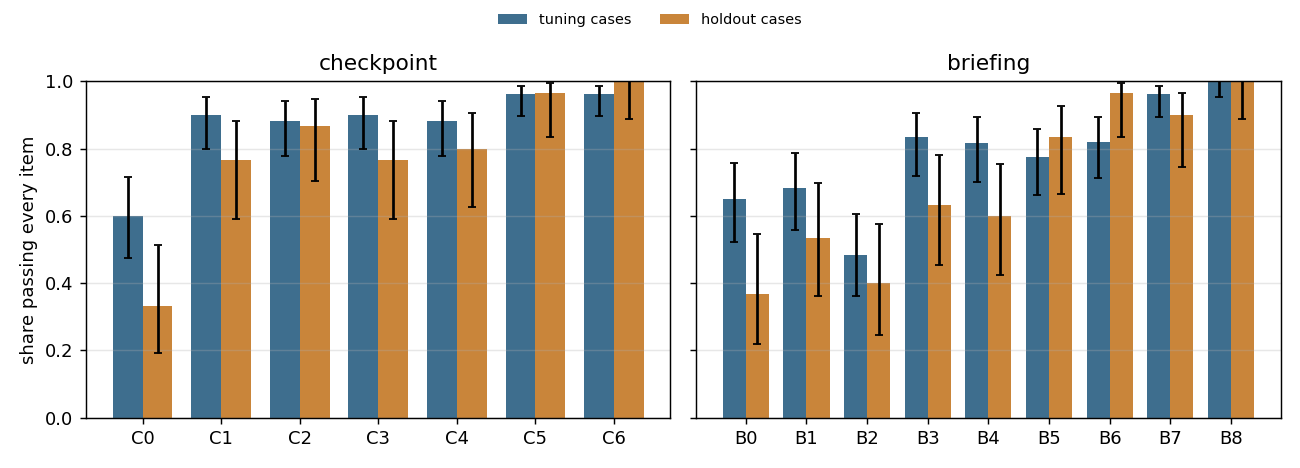 tuning cases holdout cases
checkpoint briefing
share passing every item
1.0
0.8
0.6
0.4
0.2
0.0
C0 C1 C2 C3 C4 C5 C6 B0 B1 B2 B3 B4 B5 B6 B7 B8